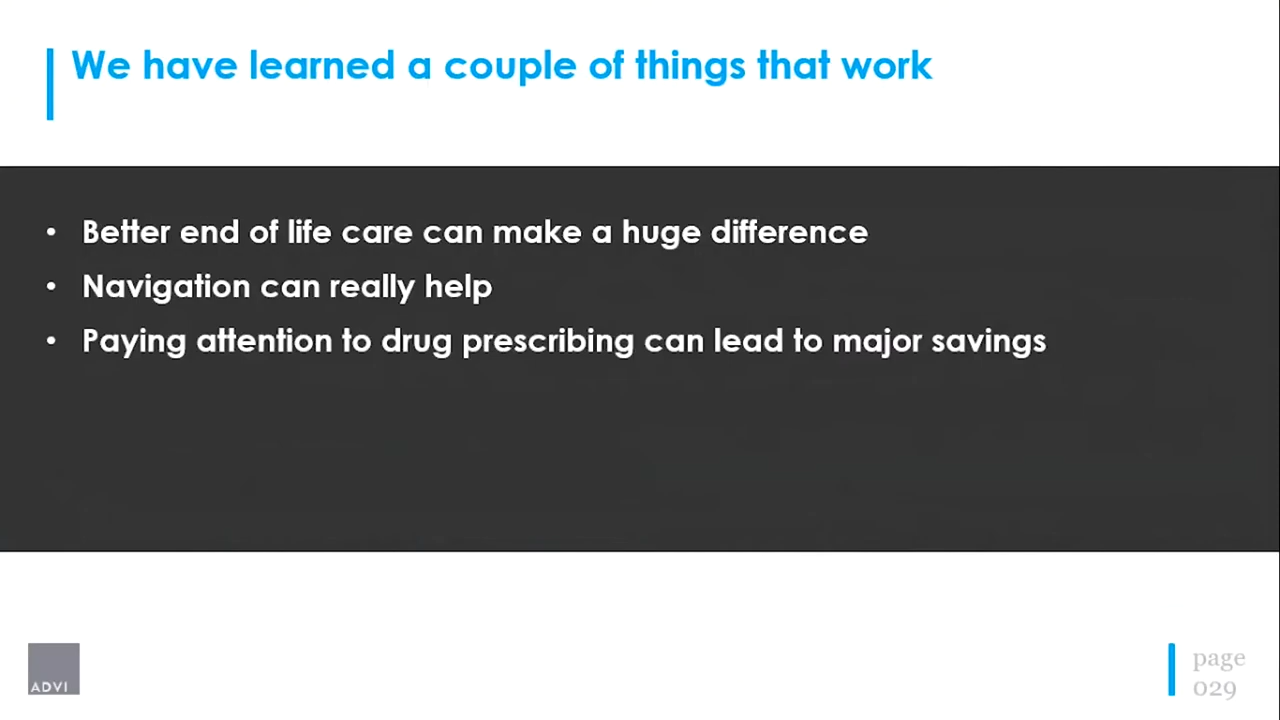 We have learned a couple of things that work
• Better end of life care can make a huge difference
• Navigation can really help
• Paying attention to drug prescribing can lead to major savings
ADVI
page
029